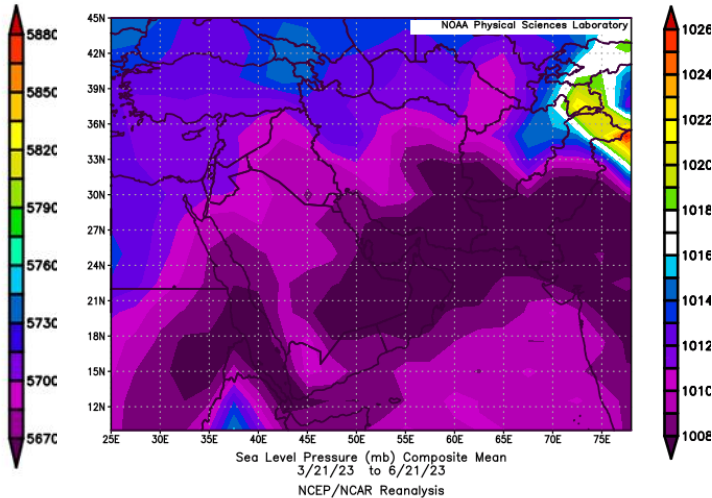 NOAA Physical Sciences Laboratory
5880
5850
5820
5790
5760
5730
5700
5670
45N
42N
39N
36N
33N
30N
27N
24N
21N
18N
15N
12N
25E 30E 35E 40E 45E 50E 55E 60E 65E 70E 75E
1026
1024
1022
1020
1018
1016
1014
1012
1010
1008
Sea Level Pressure (mb) Composite Mean
3/21/23 to 6/21/23
NCEP/NCAR Reanalysis